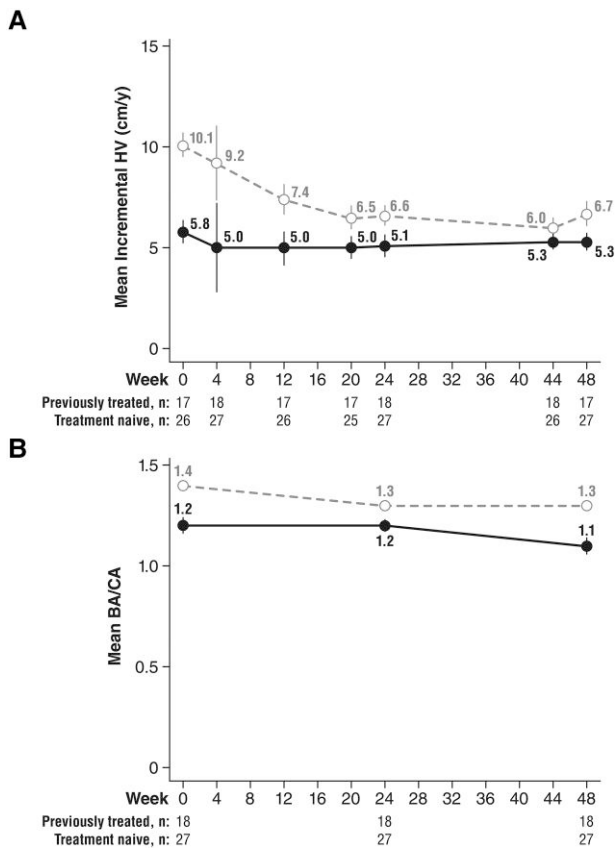 A
Mean Incremental HV (cm/y)
15
10
5
0
10.1
9.2
7.4
6.5
6.6
6.0
6.7
5.8
5.0
5.0
5.0
5.1
5.3
5.3
Week 0 4 8 12 16 20 24 28 32 36 40 44 48
Previously treated, n: 17 18 17 17 18 18 17
Treatment naive, n: 26 27 26 25 27 26 27
B
Mean BA/CA
1.5
1.0
0.5
0
1.4
1.3
1.3
1.2
1.2
1.1
Week 0 4 8 12 16 20 24 28 32 36 40 44 48
Previously treated, n: 18 18 18
Treatment naive, n: 27 27 27